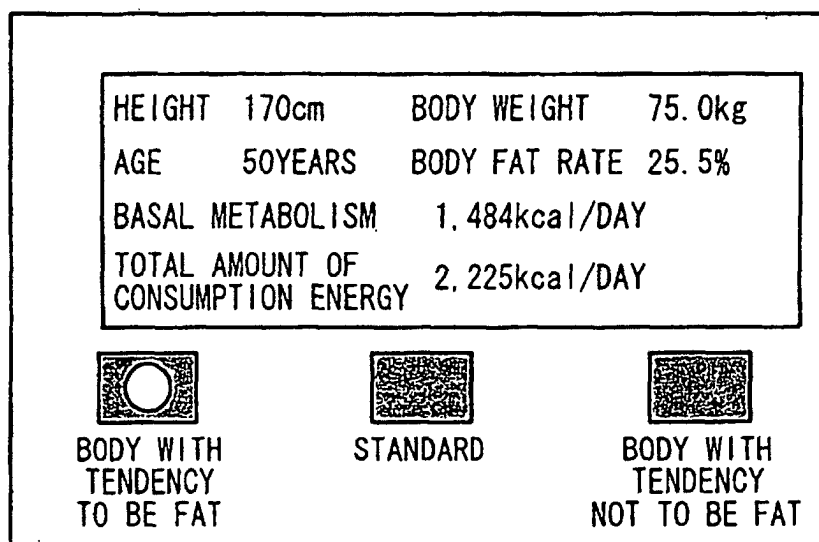 HEIGHT 170cm BODY WEIGHT 75.0kg
AGE 50YEARS BODY FAT RATE 25.5%
BASAL METABOLISM 1,484kcal/DAY
TOTAL AMOUNT OF
CONSUMPTION ENERGY 2,225kcal/DAY
BODY WITH
TENDENCY
TO BE FAT
STANDARD
BODY WITH
TENDENCY
NOT TO BE FAT